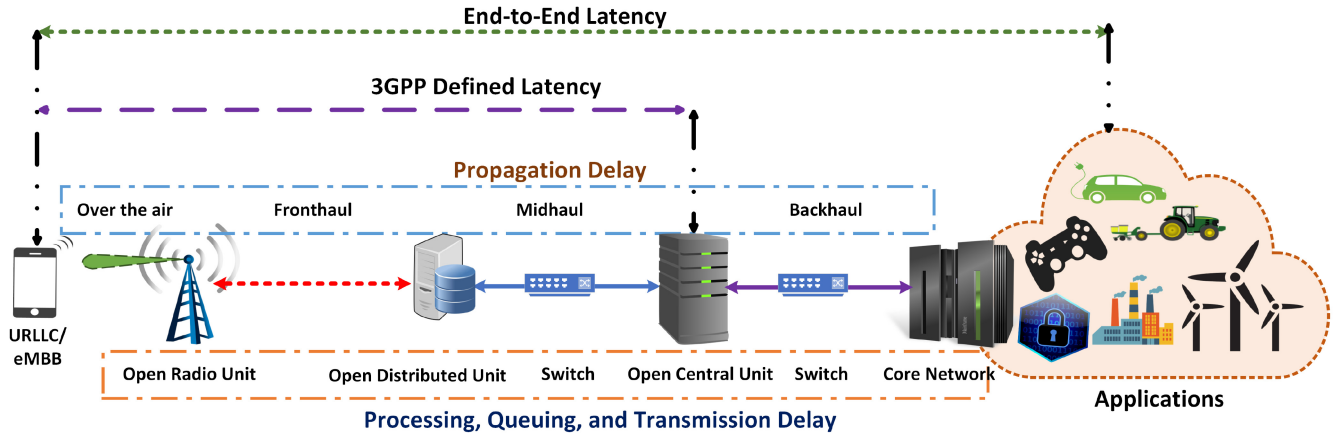 End-to-End Latency
3GPP Defined Latency
Propagation Delay
Over the air
Fronthaul
Midhaul
Backhaul
URLLC/
eMBB
Open Radio Unit
Open Distributed Unit
Switch
Open Central Unit
Switch
Core Network
Processing, Queuing, and Transmission Delay
Applications